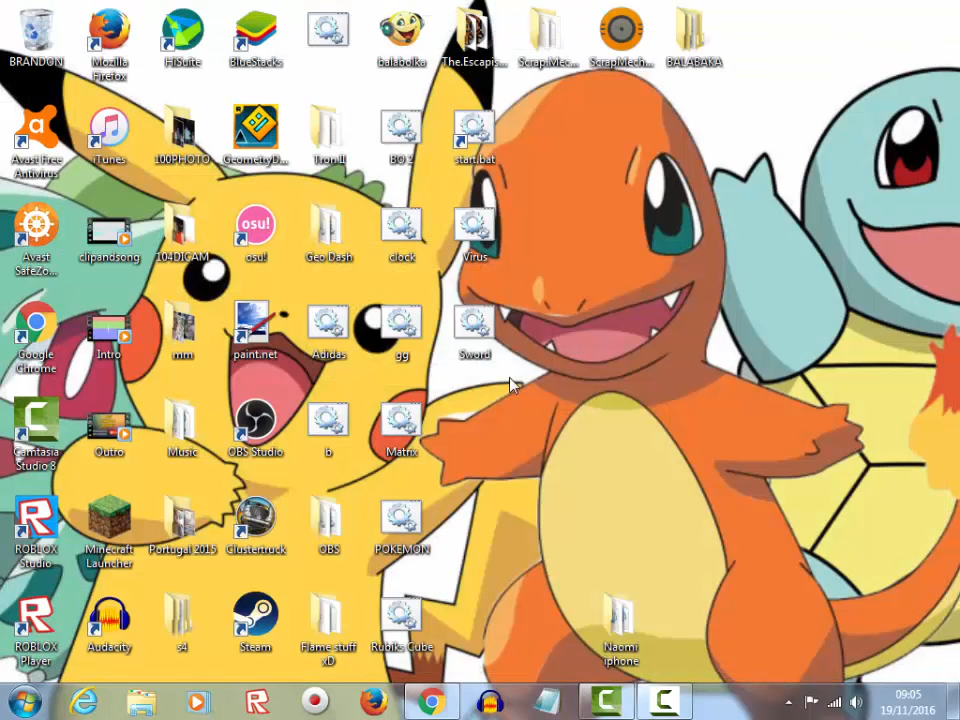 BRANDON
Mozilla
Firefox
HiSuite
BlueStacks
balabolka
The.Escapis...
Scrap.Mec...
ScrapMech...
BALABAKA
Avast Free
Antivirus
iTunes
100PHOTO
GeometryD...
Tron II
BO 2
start.bat
Avast
SafeZo...
clipandsong
104DICAM
osu!
osu!
Geo Dash
clock
Virus
Google
Chrome
Intro
mm
paint.net
Adidas
gg
Sword
Camtasia
Studio 8
Outro
Music
OBS Studio
b
Matrix
ROBLOX
Studio
Minecraft
Launcher
Portugal 2015
Clustertruck
OBS
POKEMON
ROBLOX
Player
Audacity
s4
Steam
Flame stuff
xD
Rubiks Cube
Naomi
iphone
09:05
19/11/2016